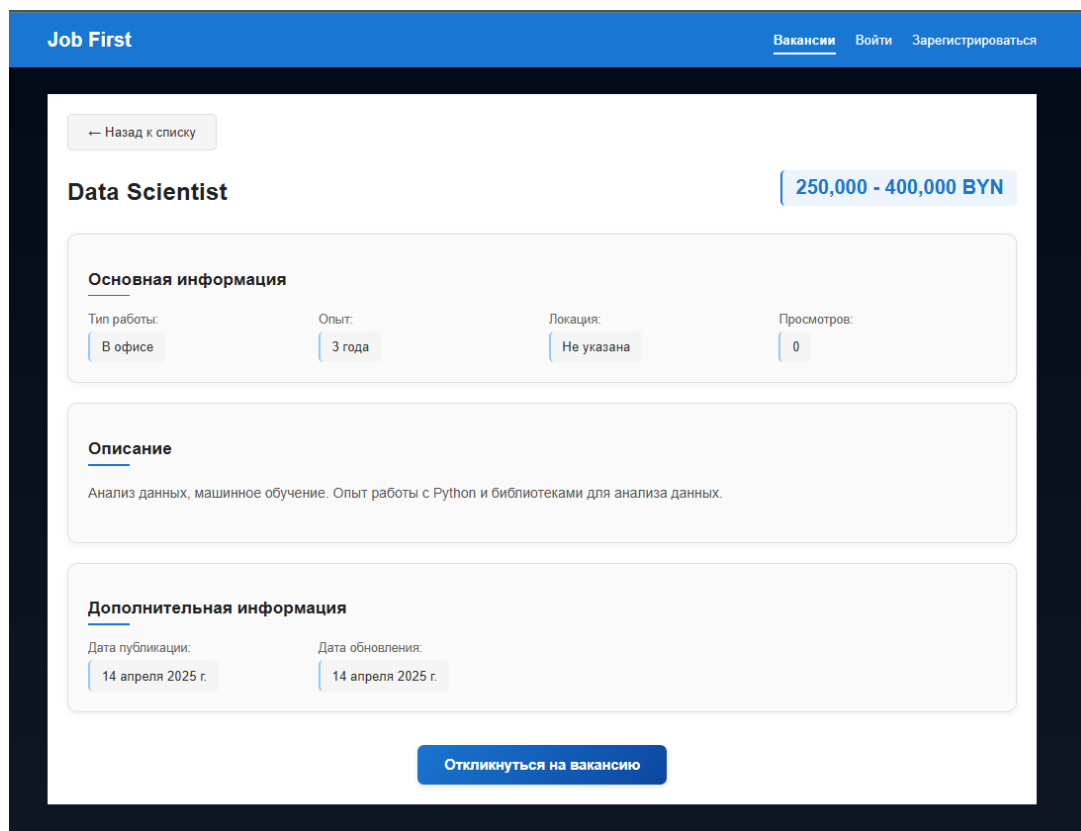 Job First
Вакансии Войти Зарегистрироваться
← Назад к списку
Data Scientist
250,000 - 400,000 BYN
Основная информация
Тип работы: Опыт: Локация: Просмотров:
В офисе 3 года Не указана 0
Описание
Анализ данных, машинное обучение. Опыт работы с Python и библиотеками для анализа данных.
Дополнительная информация
Дата публикации: Дата обновления:
14 апреля 2025 г. 14 апреля 2025 г.
Откликнуться на вакансию